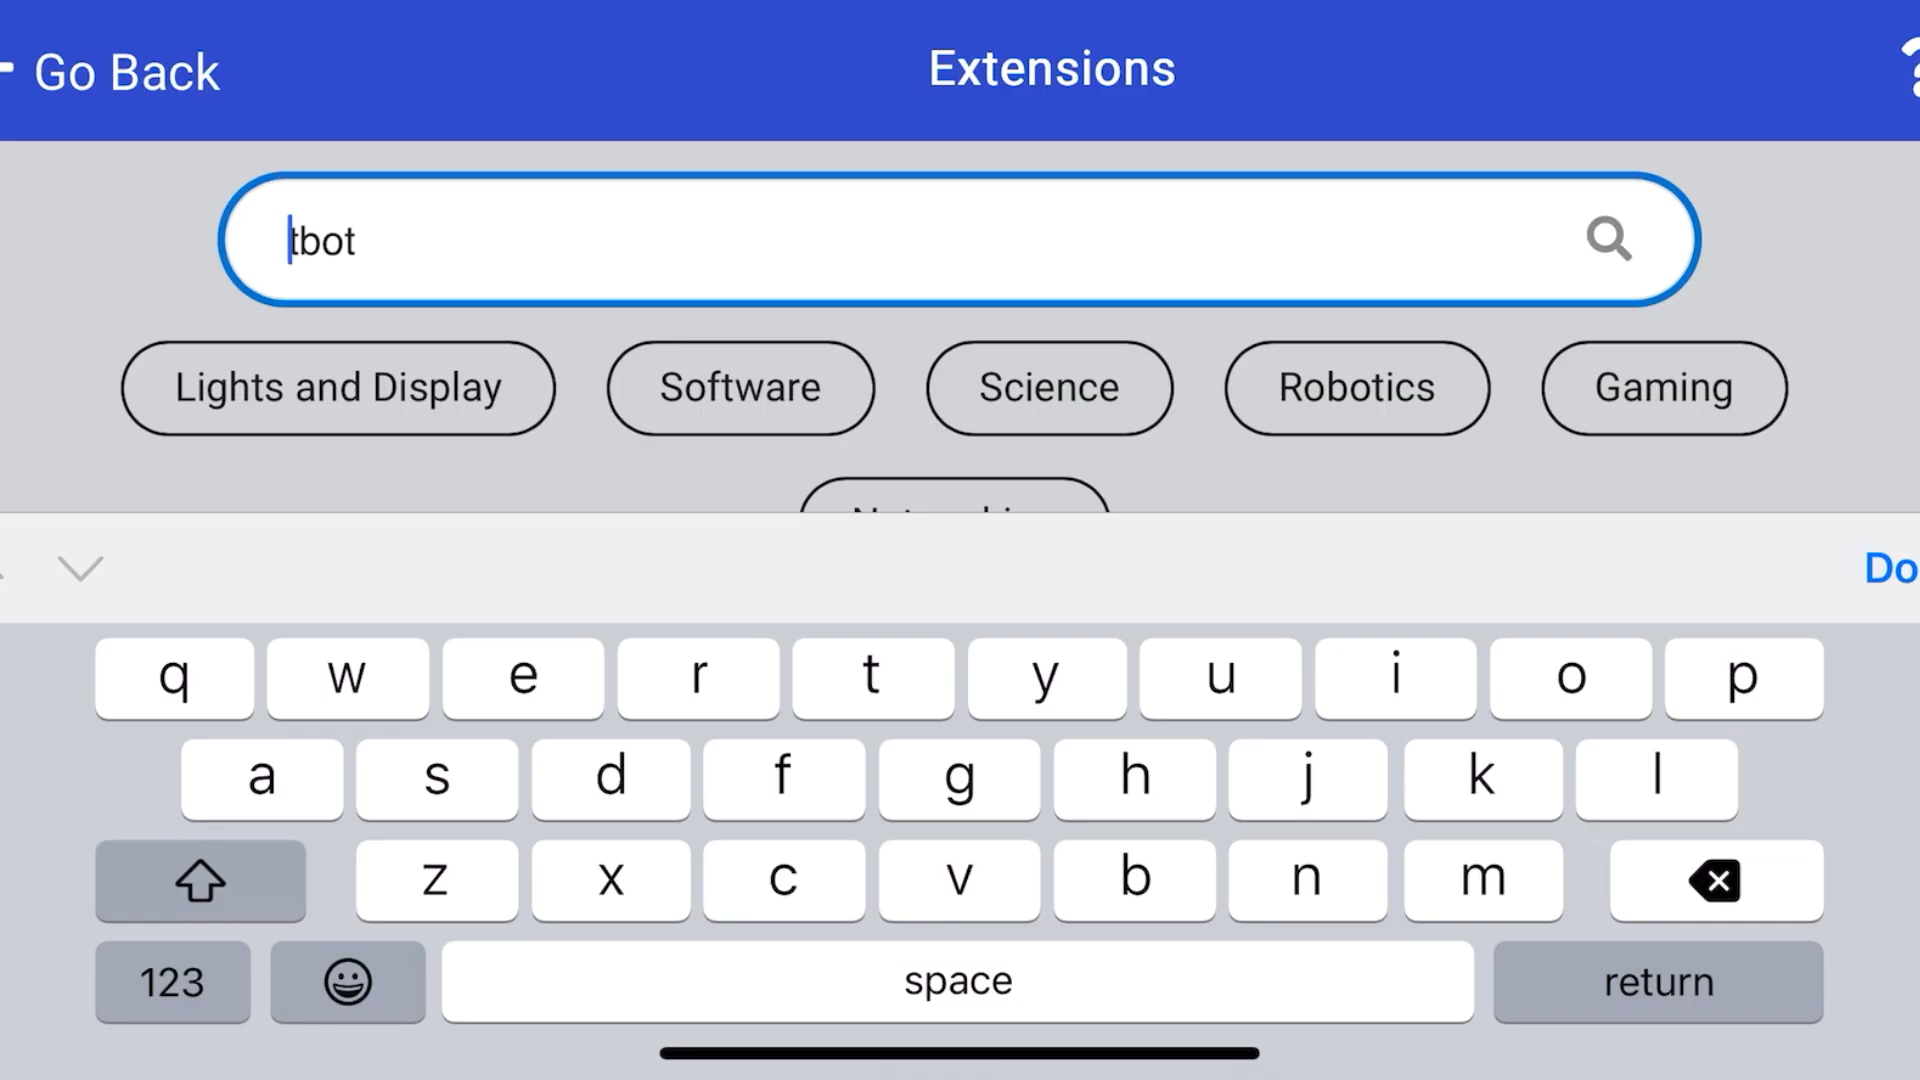 Go Back
Extensions
tbot
Lights and Display
Software
Science
Robotics
Gaming
Do
q w e r t y u i o p
a s d f g h j k l
z x c v b n m
123
space
return